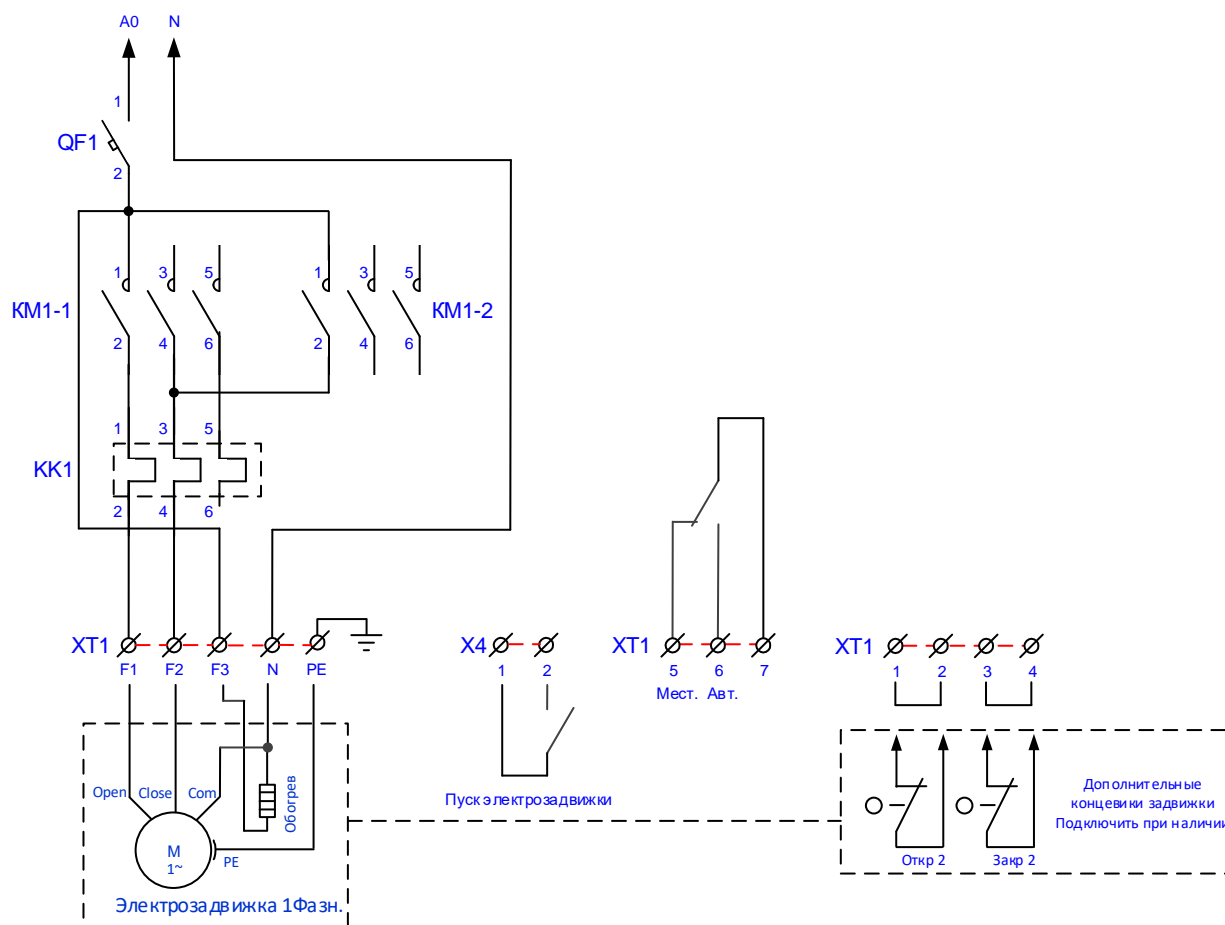 A0 N
1
QF1
2
1 3 5 1 3 5
KM1-1 KM1-2
2 4 6 2 4 6
1 3 5
KK1
2 4 6
XT1 X4 XT1 XT1
F1 F2 F3 N PE 1 2 5 6 7 1 2 3 4
Мест. Авт.
Open Close Com
Обогрев
Пуск электрозадвижки
Дополнительные
концевики задвижки
Подключить при наличии
M
1~
PE
Откр 2 Закр 2
Электрозадвижка 1Фазн.